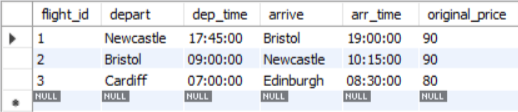 flight_id depart dep_time arrive arr_time original_price
1 Newcastle 17:45:00 Bristol 19:00:00 90
2 Bristol 09:00:00 Newcastle 10:15:00 90
3 Cardiff 07:00:00 Edinburgh 08:30:00 80
NULL NULL NULL NULL NULL NULL